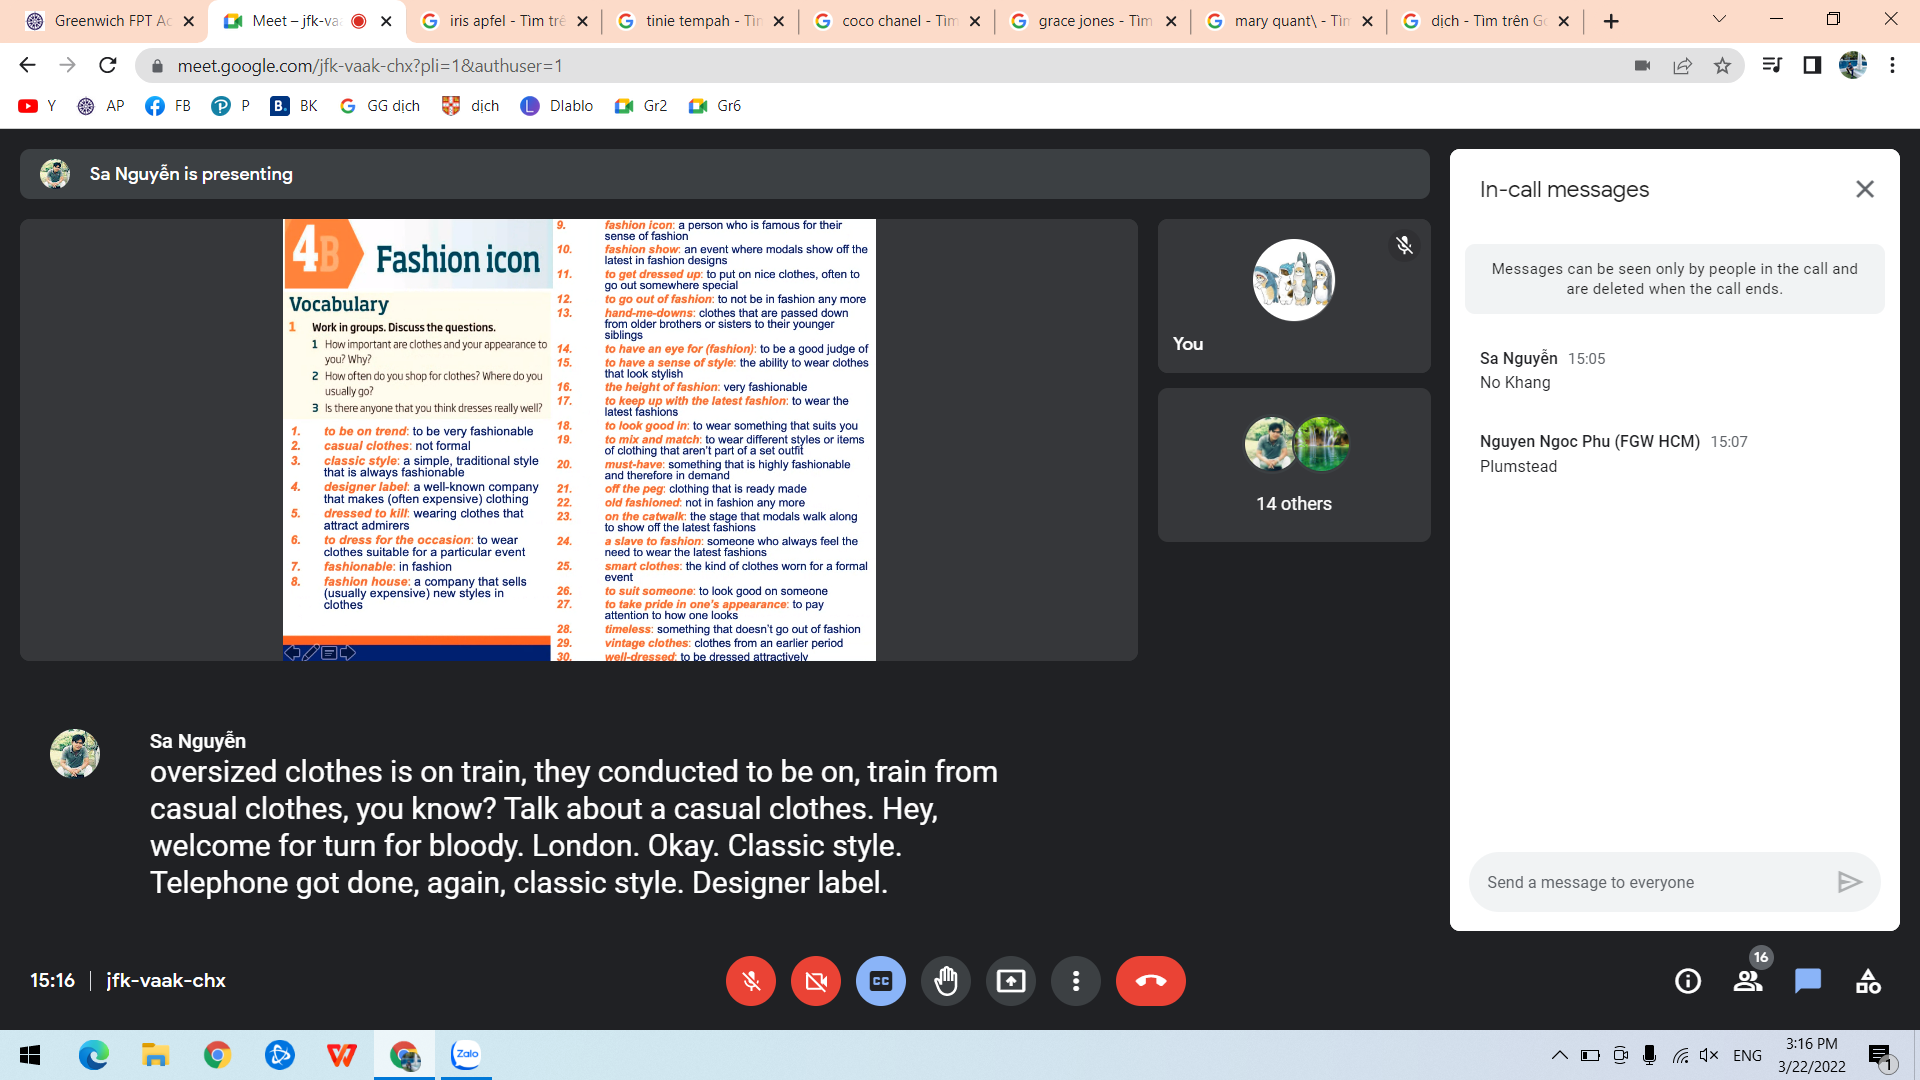 Greenwich FPT Ac
Meet – jfk-va
iris apfel - Tìm trê
tinie tempah - Tìn
coco chanel - Tìm
grace jones - Tìm
mary quant\ - Tìn
dịch - Tìm trên Go
meet.google.com/jfk-vaak-chx?pli=1&authuser=1
Y
AP
FB
P
BK
GG dịch
dịch
DIablo
Gr2
Gr6
Sa Nguyễn is presenting
4B Fashion icon
Vocabulary
1 Work in groups. Discuss the questions.
1 How important are clothes and your appearance to
you? Why?
2 How often do you shop for clothes? Where do you
usually go?
3 Is there anyone that you think dresses really well?
1. to be on trend: to be very fashionable
2. casual clothes: not formal
3. classic style: a simple, traditional style
that is always fashionable
4. designer label: a well-known company
that makes (often expensive) clothing
5. dressed to kill: wearing clothes that
attract admirers
6. to dress for the occasion: to wear
clothes suitable for a particular event
7. fashionable: in fashion
8. fashion house: a company that sells
(usually expensive) new styles in
clothes
9. fashion icon: a person who is famous for their
sense of fashion
10. fashion show: an event where modals show off the
latest in fashion designs
11. to get dressed up: to put on nice clothes, often to
go out somewhere special
12. to go out of fashion: to not be in fashion any more
13. hand-me-downs: clothes that are passed down
from older brothers or sisters to their younger
siblings
14. to have an eye for (fashion): to be a good judge of
15. to have a sense of style: the ability to wear clothes
that look stylish
16. the height of fashion: very fashionable
17. to keep up with the latest fashion: to wear the
latest fashions
18. to look good in: to wear something that suits you
19. to mix and match: to wear different styles or items
of clothing that aren't part of a set outfit
20. must-have: something that is highly fashionable
and therefore in demand
21. off the peg: clothing that is ready made
22. old fashioned: not in fashion any more
23. on the catwalk: the stage that modals walk along
to show off the latest fashions
24. a slave to fashion: someone who always feel the
need to wear the latest fashions
25. smart clothes: the kind of clothes worn for a formal
event
26. to suit someone: to look good on someone
27. to take pride in one's appearance: to pay
attention to how one looks
28. timeless: something that doesn't go out of fashion
29. vintage clothes: clothes from an earlier period
30. well-dressed: to be dressed attractively
You
14 others
In-call messages
Messages can be seen only by people in the call and
are deleted when the call ends.
Sa Nguyễn 15:05
No Khang
Nguyen Ngoc Phu (FGW HCM) 15:07
Plumstead
Send a message to everyone
Sa Nguyễn
oversized clothes is on train, they conducted to be on, train from
casual clothes, you know? Talk about a casual clothes. Hey,
welcome for turn for bloody. London. Okay. Classic style.
Telephone got done, again, classic style. Designer label.
15:16 | jfk-vaak-chx
CC
16
Zalo
ENG
3:16 PM
3/22/2022
1